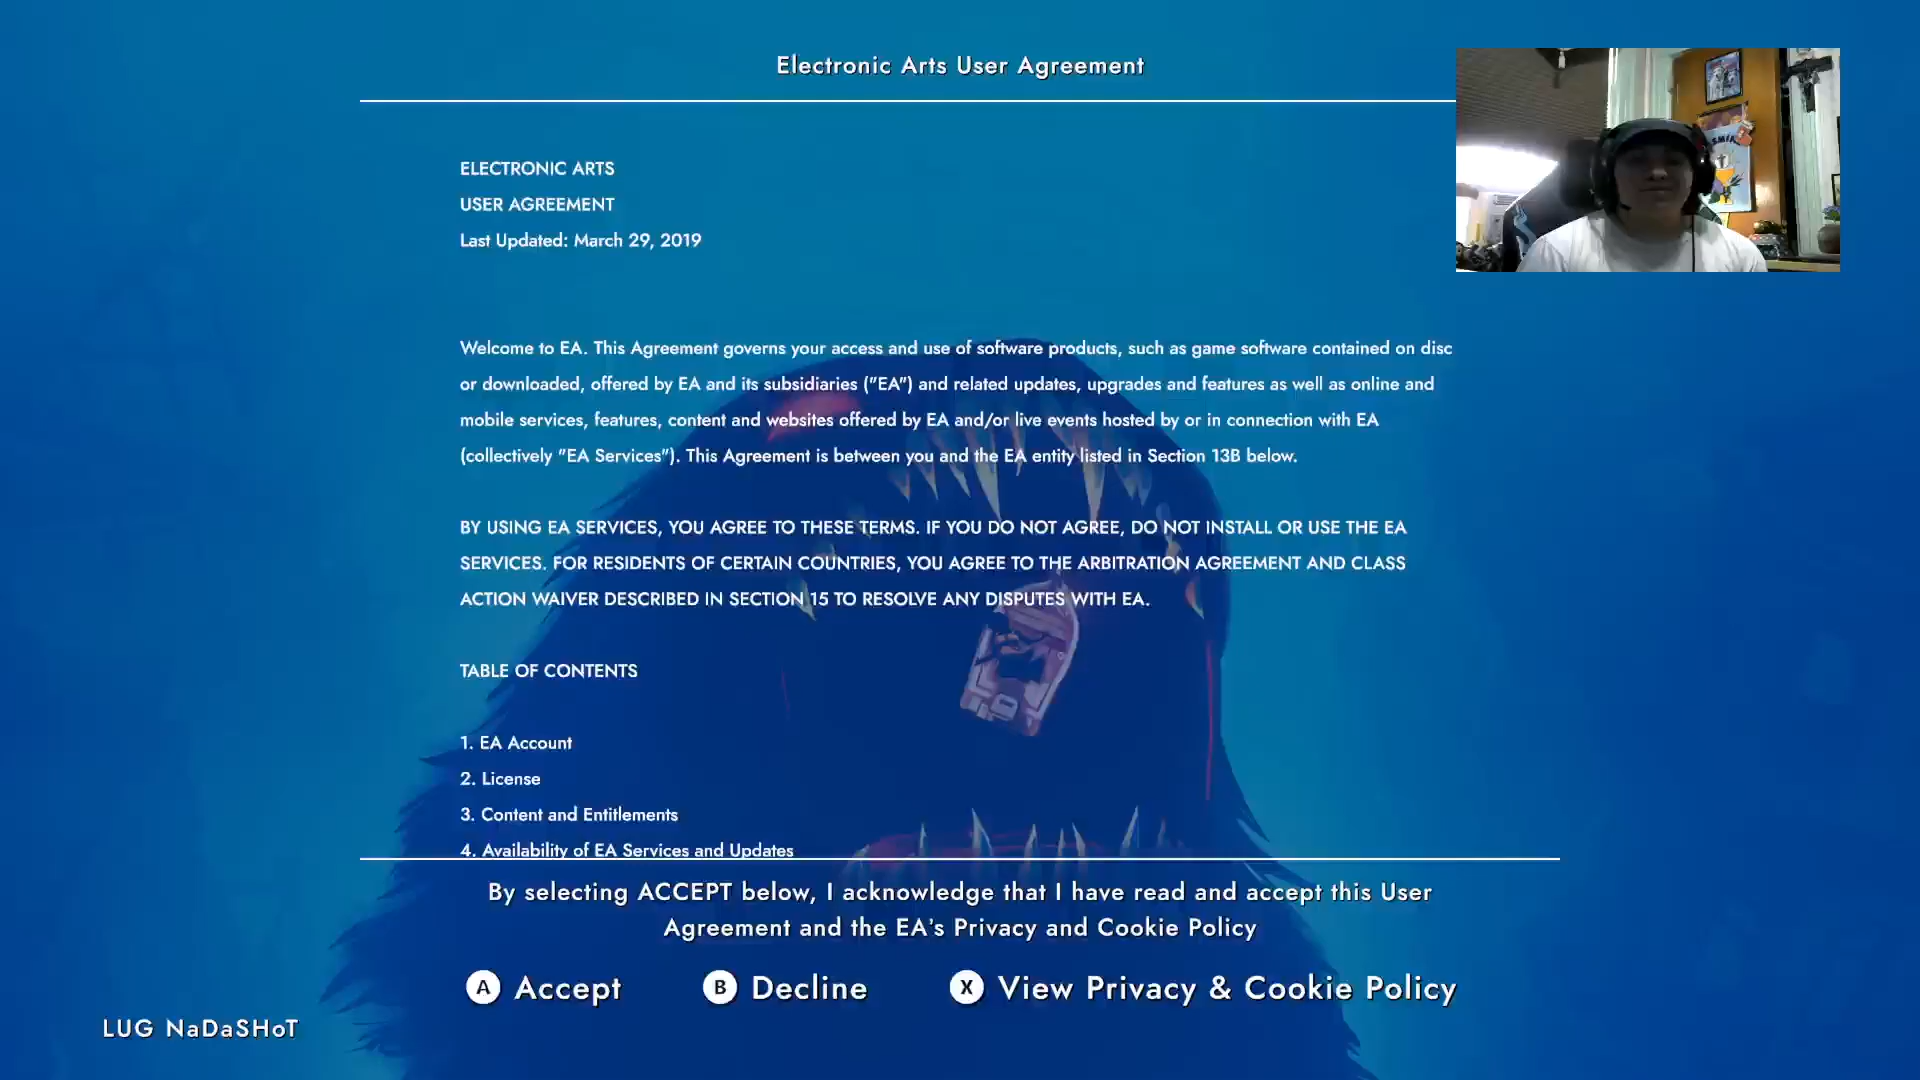 Electronic Arts User Agreement
ELECTRONIC ARTS
USER AGREEMENT
Last Updated: March 29, 2019
Welcome to EA. This Agreement governs your access and use of software products, such as game software contained on disc
or downloaded, offered by EA and its subsidiaries ("EA") and related updates, upgrades and features as well as online and
mobile services, features, content and websites offered by EA and/or live events hosted by or in connection with EA
(collectively "EA Services"). This Agreement is between you and the EA entity listed in Section 13B below.
BY USING EA SERVICES, YOU AGREE TO THESE TERMS. IF YOU DO NOT AGREE, DO NOT INSTALL OR USE THE EA
SERVICES. FOR RESIDENTS OF CERTAIN COUNTRIES, YOU AGREE TO THE ARBITRATION AGREEMENT AND CLASS
ACTION WAIVER DESCRIBED IN SECTION 15 TO RESOLVE ANY DISPUTES WITH EA.
TABLE OF CONTENTS
1. EA Account
2. License
3. Content and Entitlements
4. Availability of EA Services and Updates
By selecting ACCEPT below, I acknowledge that I have read and accept this User
Agreement and the EA's Privacy and Cookie Policy
A Accept B Decline X View Privacy & Cookie Policy
LUG NaDaSHoT